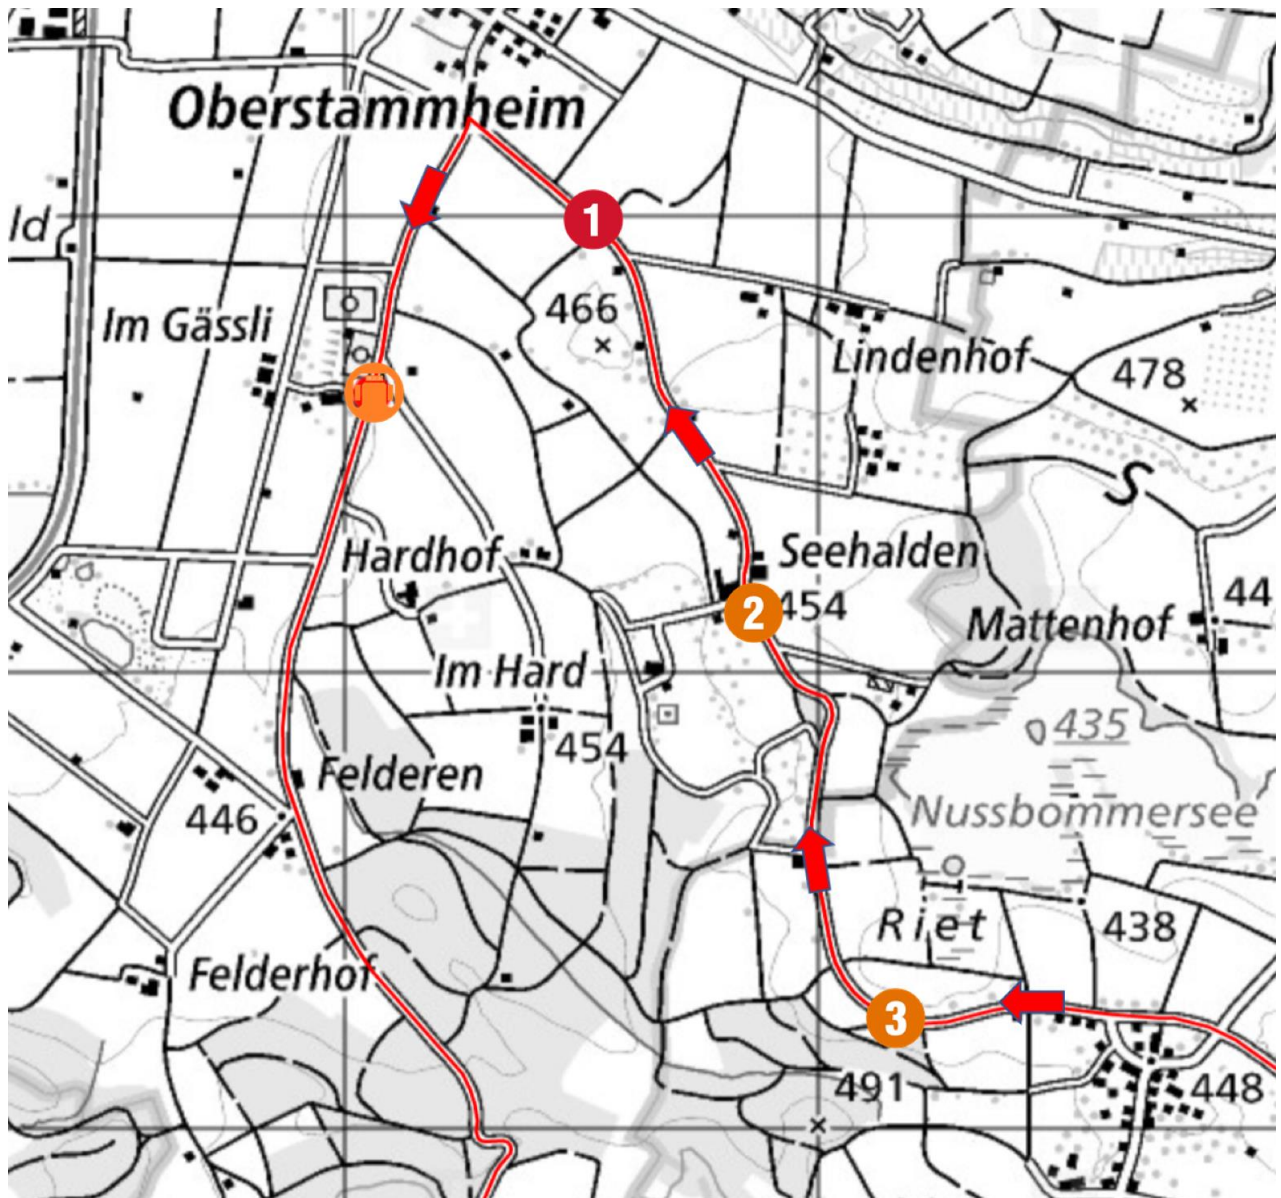 Oberstammheim
ld
1
466
Im Gässli
Lindenhof
478
S
Hardhof
Seehalden
2
454
44
Mattenhof
Im Hard
435
454
Felderen
446
Nussbommersee
Riet
438
Felderhof
3
491
448